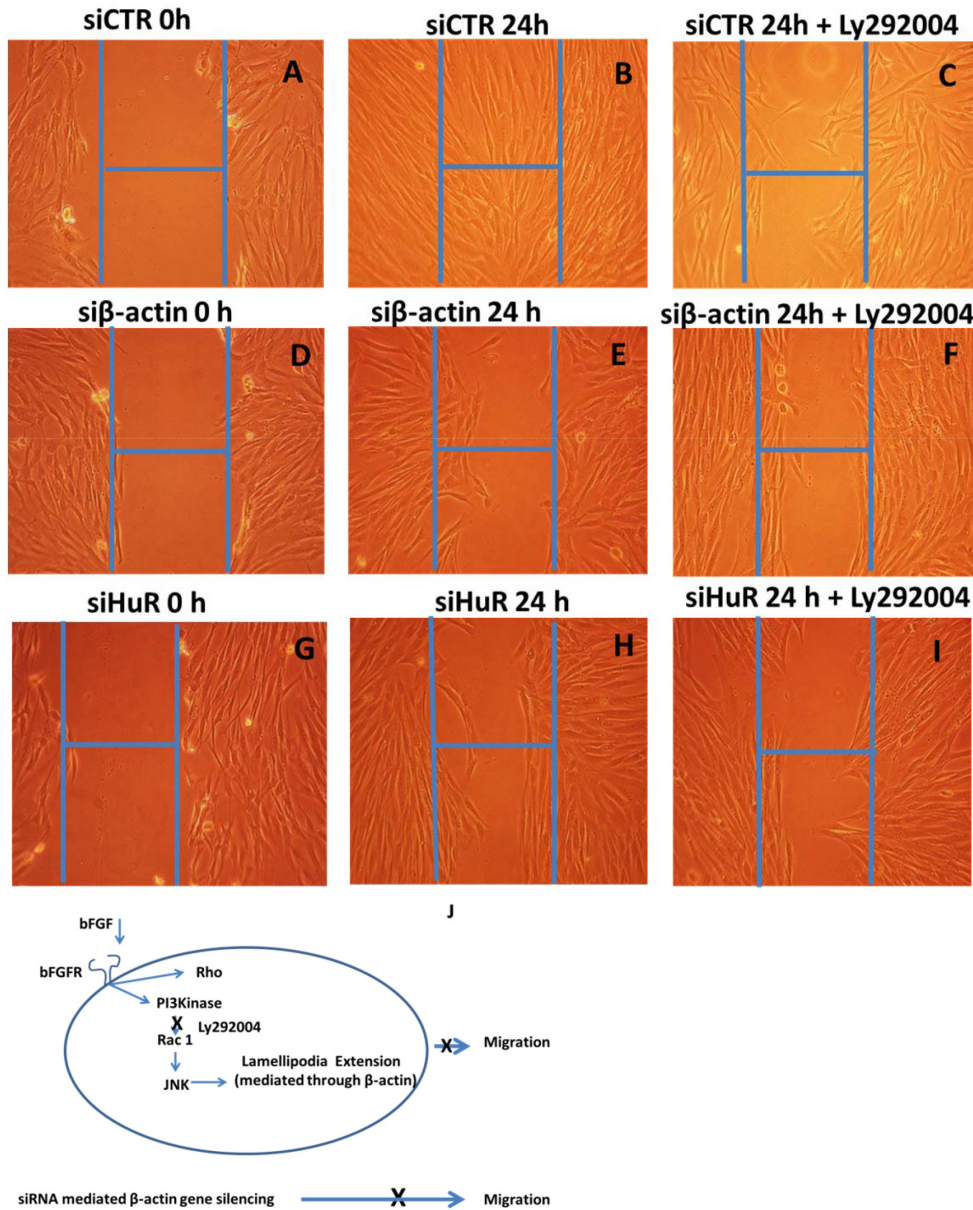 siCTR 0h
siCTR 24h
siCTR 24h + Ly292004
A
B
C
siβ-actin 0 h
siβ-actin 24 h
siβ-actin 24h + Ly292004
D
E
F
siHuR 0 h
siHuR 24 h
siHuR 24 h + Ly292004
G
H
I
J
bFGF
bFGFR
Rho
PI3Kinase
X
Ly292004
Rac 1
JNK
Lamellipodia Extension
(mediated through β-actin)
X
Migration
siRNA mediated β-actin gene silencing
X
Migration